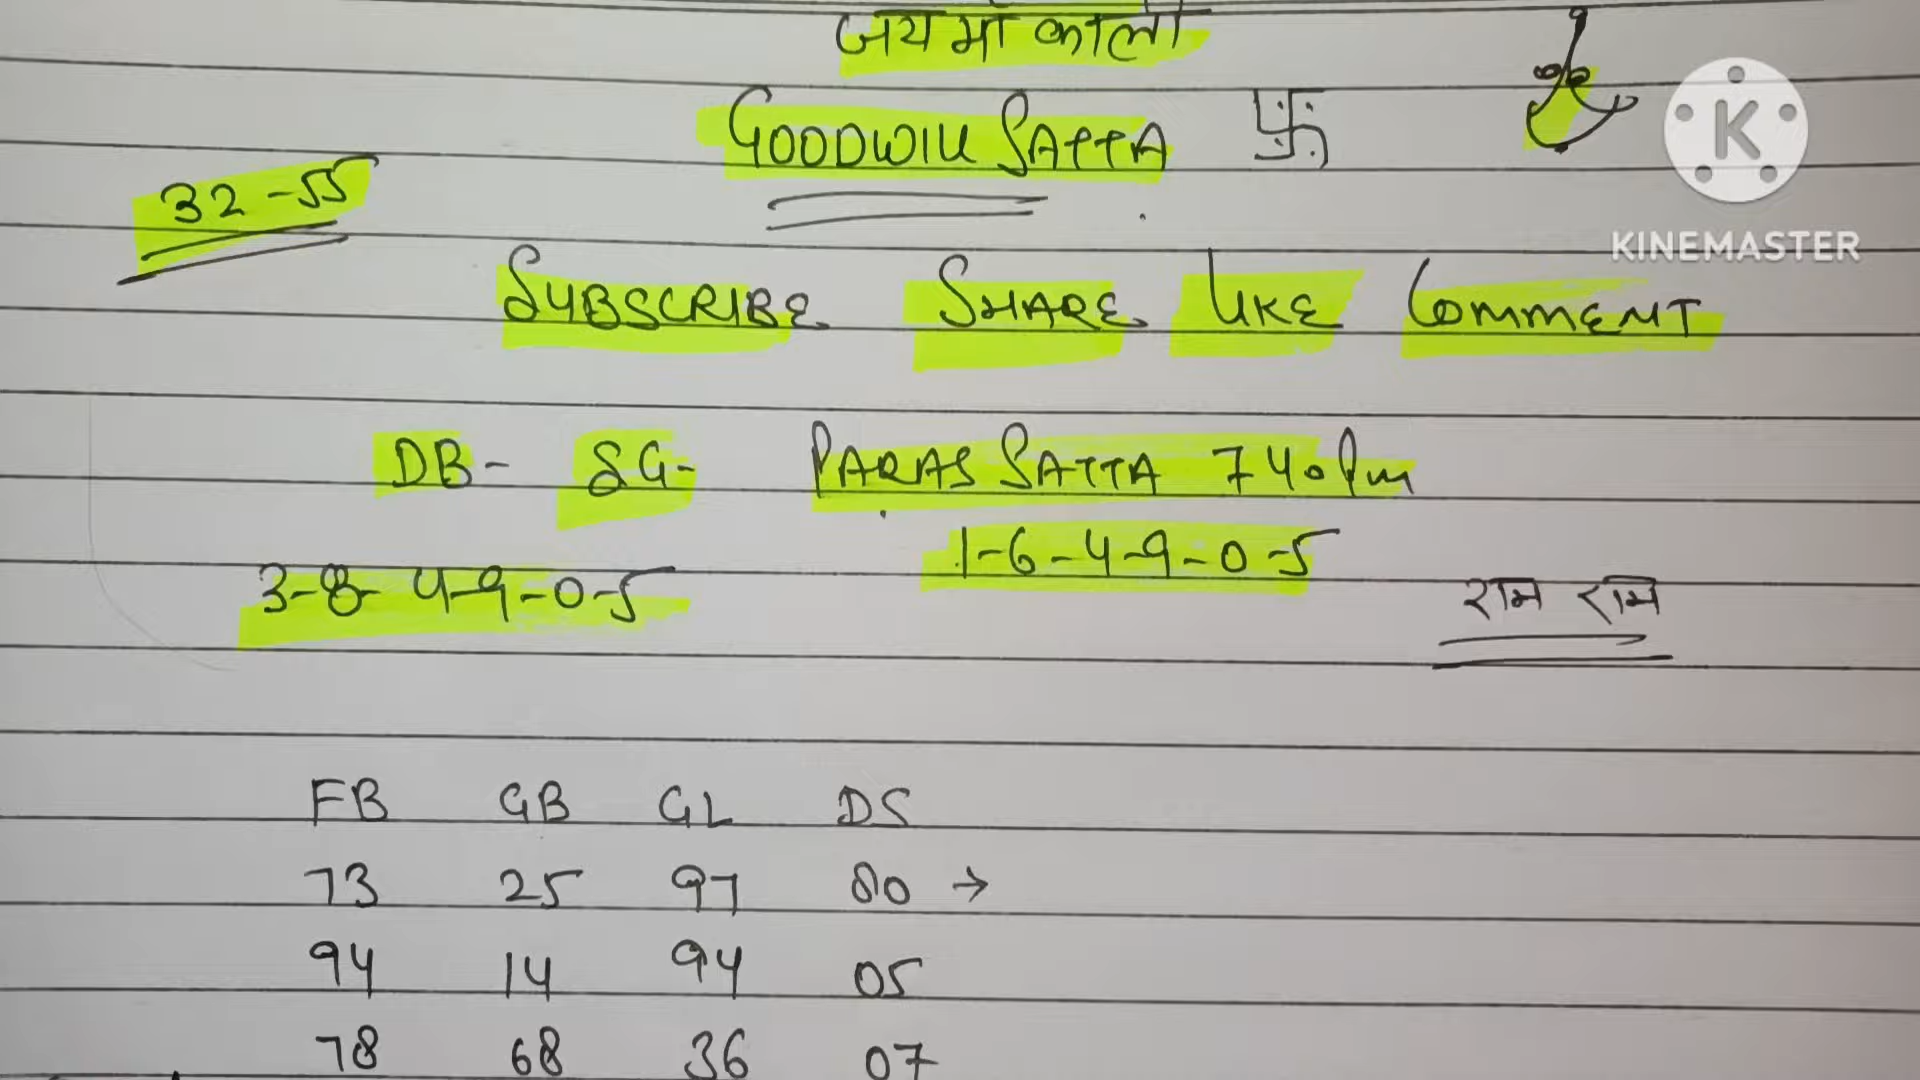 जय माँ काली
GOODWILL SATTA 卐
32-55
KINEMASTER
SUBSCRIBE SHARE LIKE COMMENT
DB- SG- PARAS SATTA 740Pm
1-6-4-9-0-5
3-8-4-9-0-5
राम राम
FB GB GL DS
73 25 97 80 →
94 14 94 05
78 68 36 07